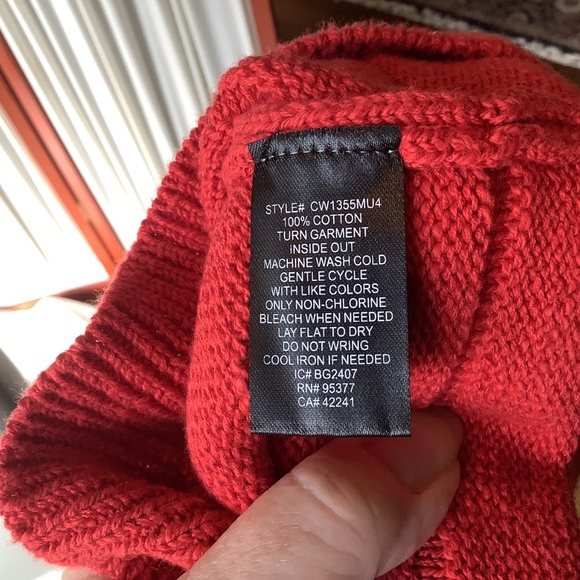 STYLE# CW1355MU4
100% COTTON
TURN GARMENT
INSIDE OUT
MACHINE WASH COLD
GENTLE CYCLE
WITH LIKE COLORS
ONLY NON-CHLORINE
BLEACH WHEN NEEDED
LAY FLAT TO DRY
DO NOT WRING
COOL IRON IF NEEDED
IC# BG2407
RN# 95377
CA# 42241